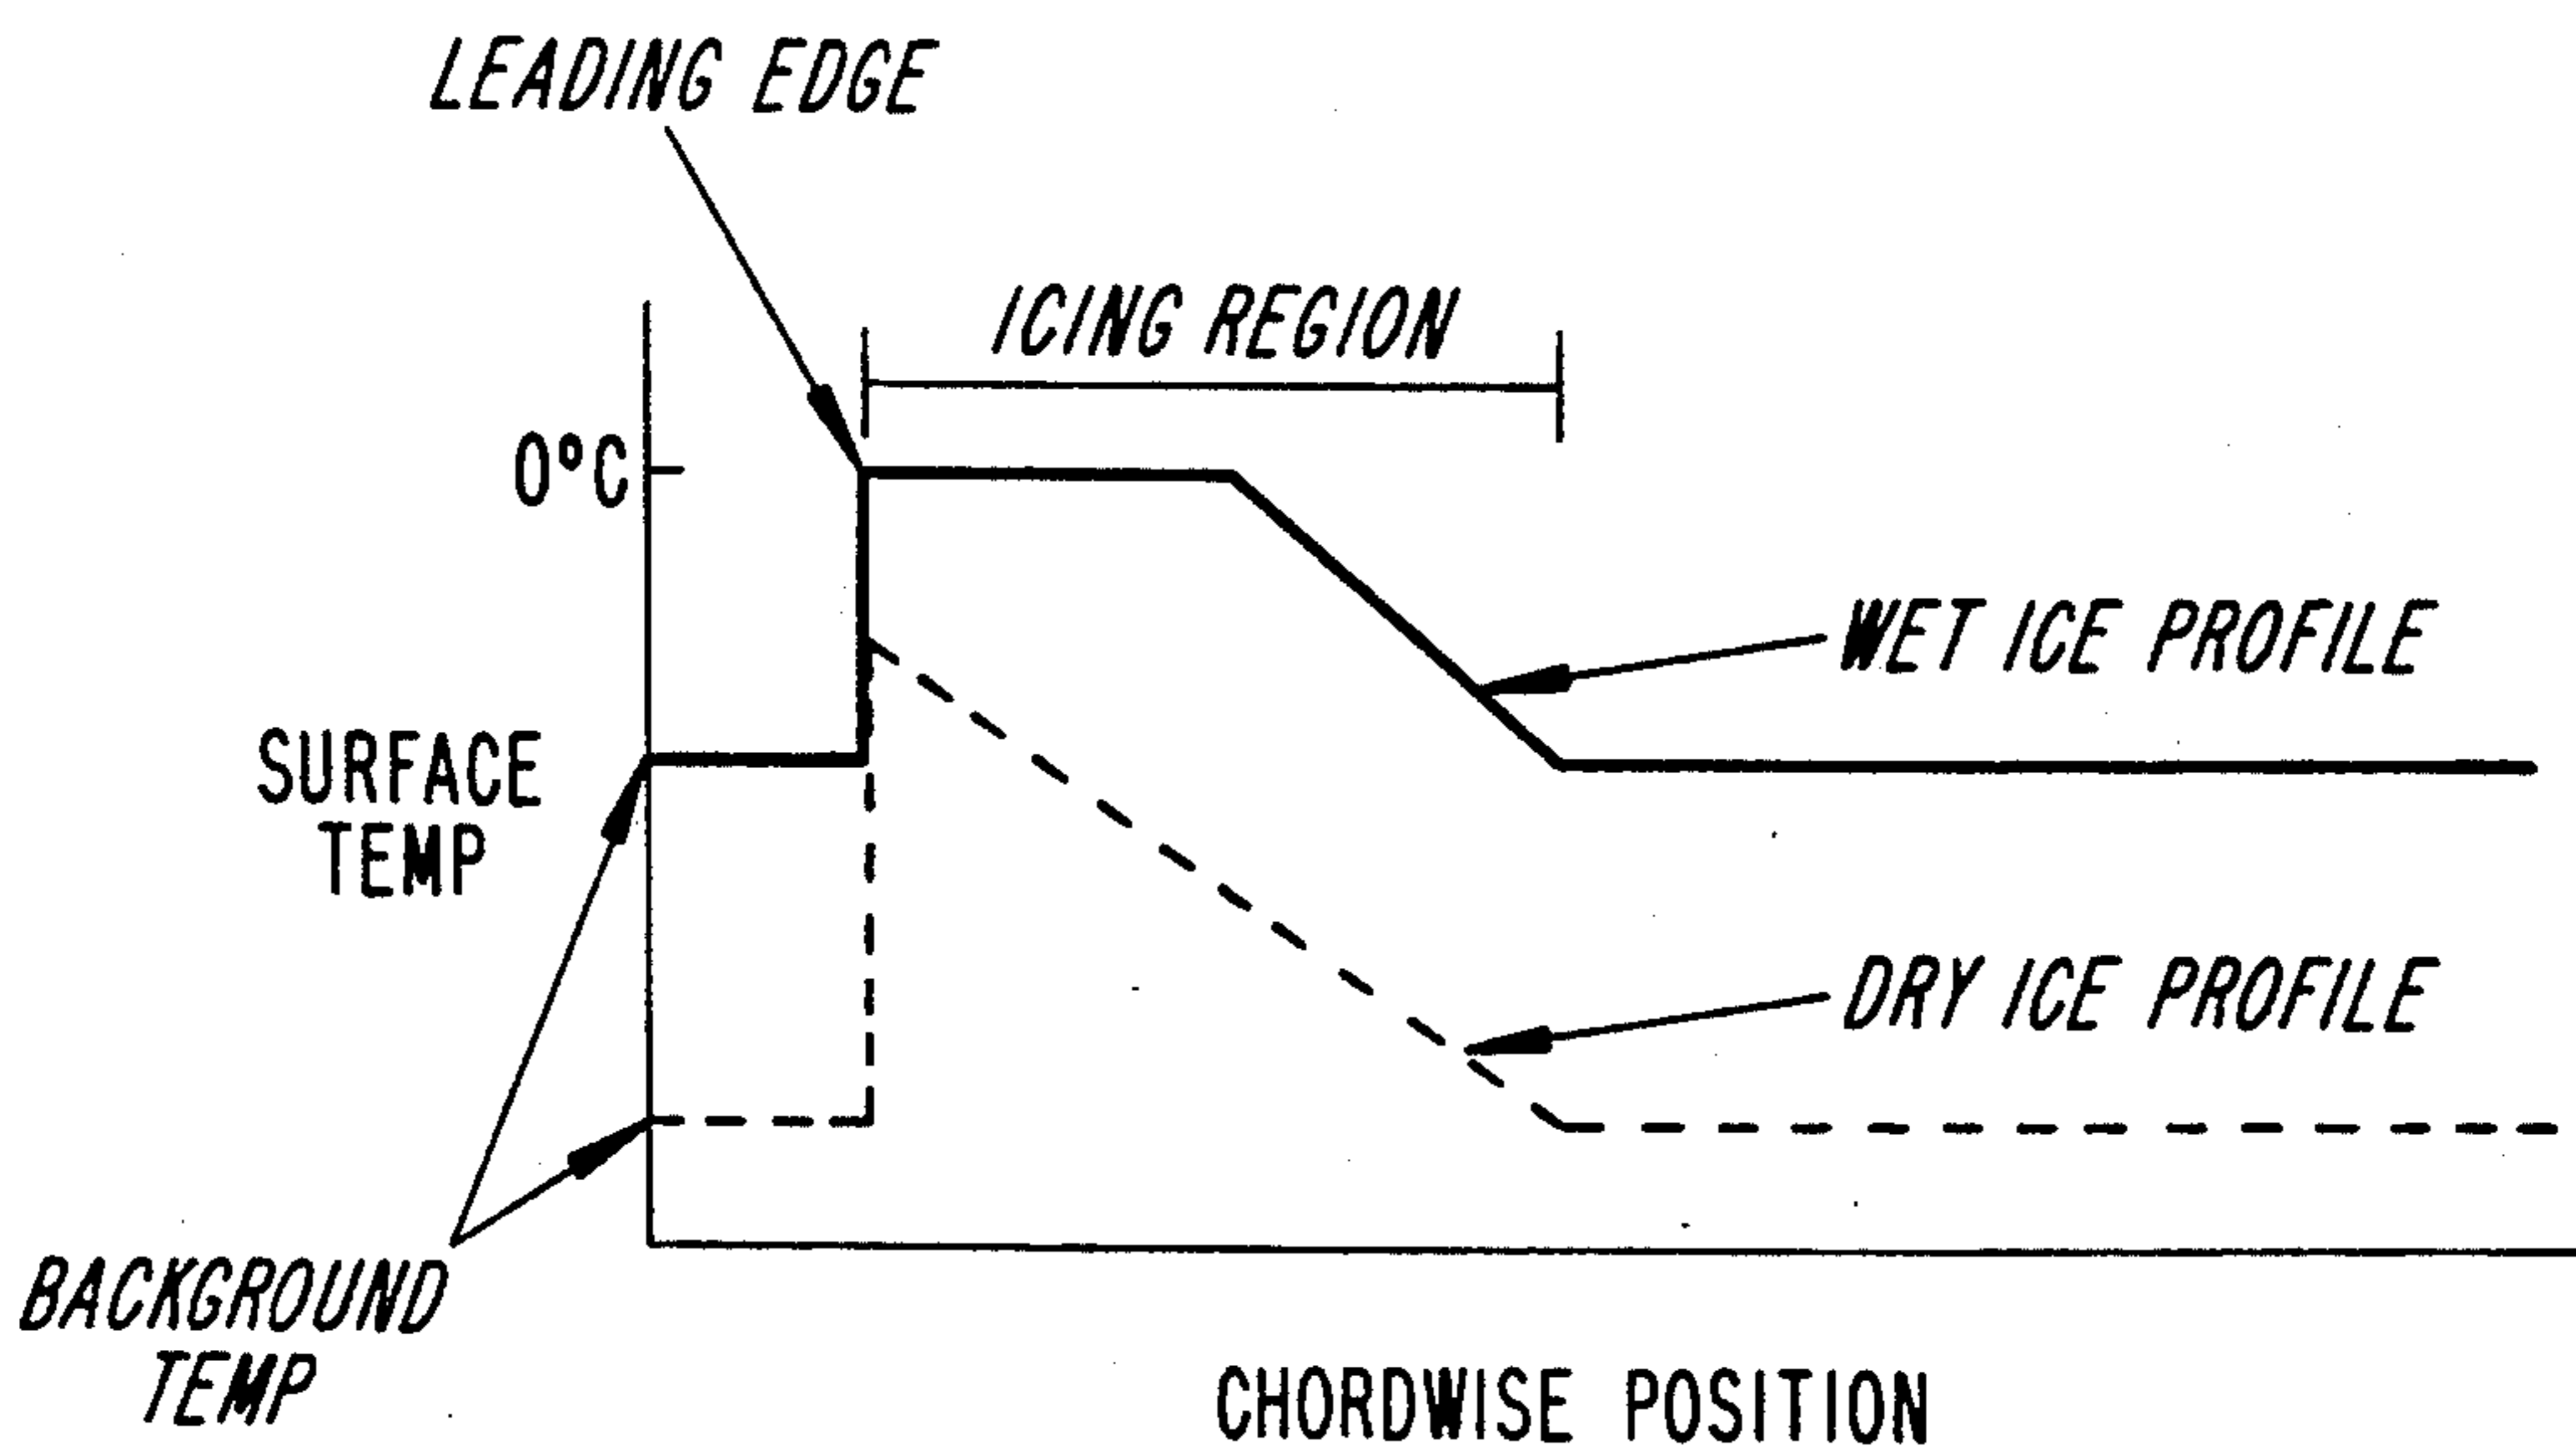 LEADING EDGE
ICING REGION
0°C
WET ICE PROFILE
SURFACE
TEMP
DRY ICE PROFILE
BACKGROUND
TEMP
CHORDWISE POSITION